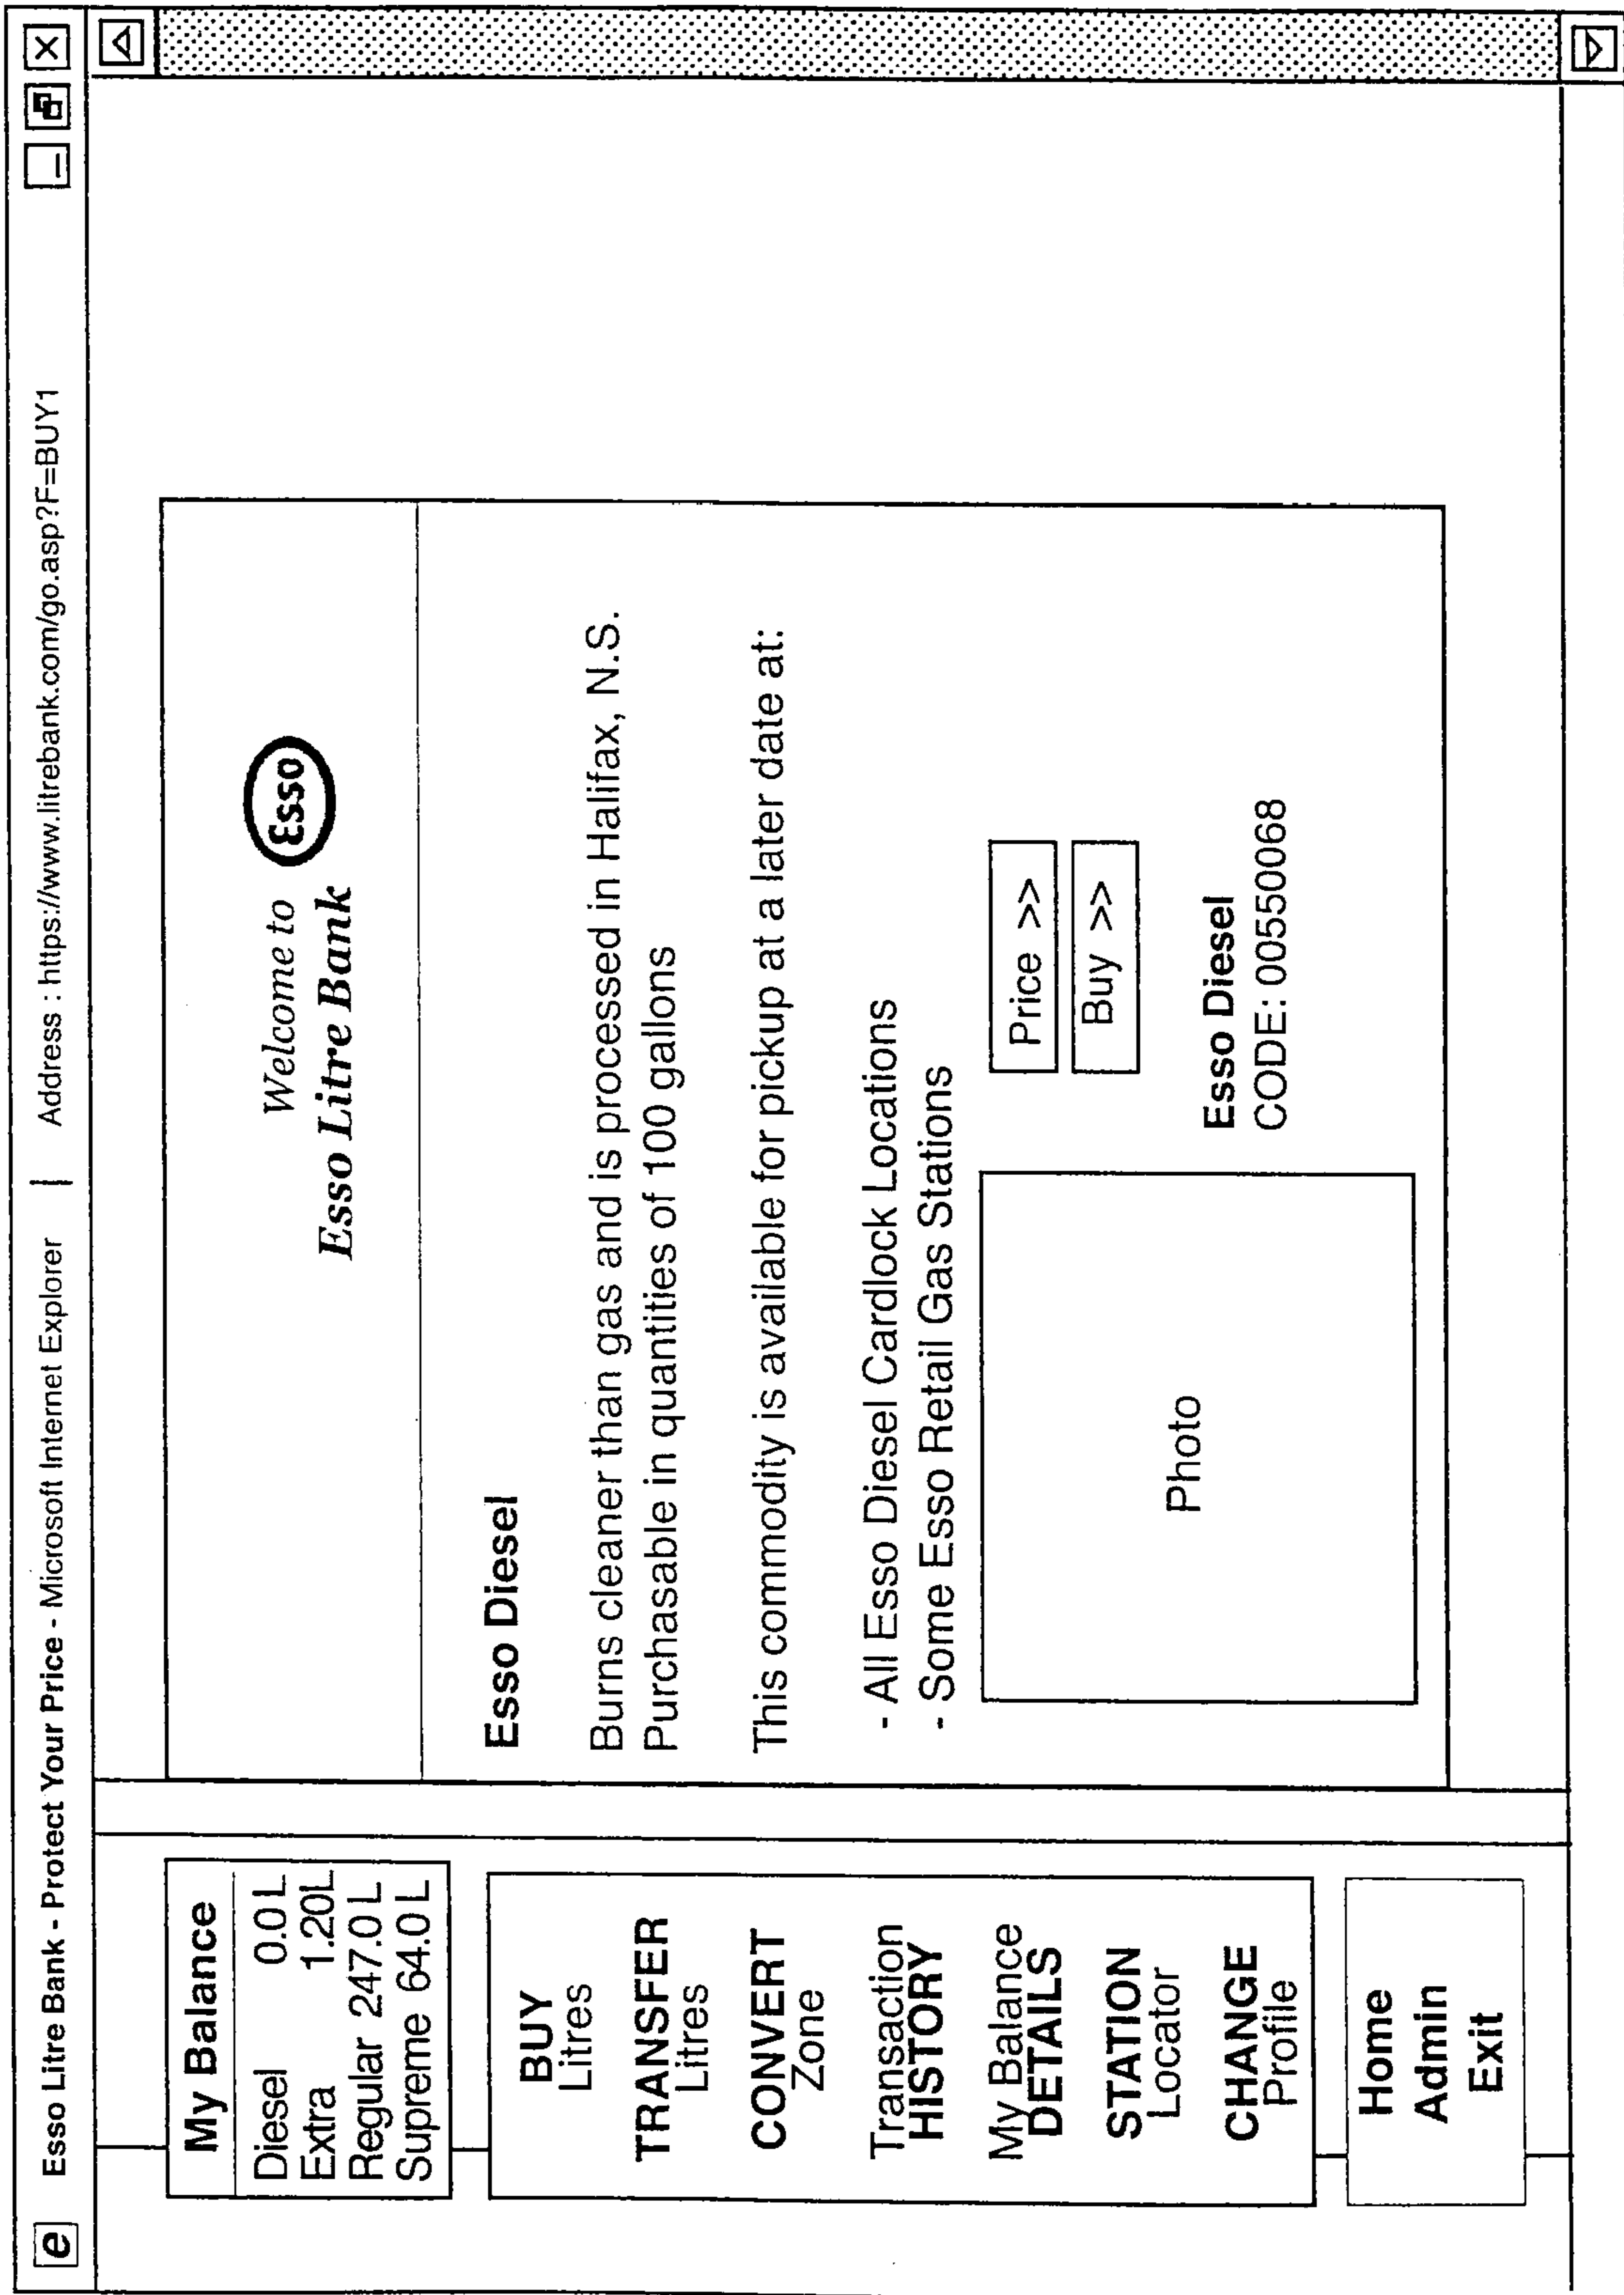 e Esso Litre Bank - Protect Your Price - Microsoft Internet Explorer | Address : https://www.litrebank.com/go.asp?F=BUY1
My Balance
Diesel 0.0 L
Extra 1.20L
Regular 247.0 L
Supreme 64.0 L
BUY
Litres
TRANSFER
Litres
CONVERT
Zone
Transaction
HISTORY
My Balance
DETAILS
STATION
Locator
CHANGE
Profile
Home
Admin
Exit
Welcome to
Esso Litre Bank
Esso
Esso Diesel
Burns cleaner than gas and is processed in Halifax, N.S.
Purchasable in quantities of 100 gallons
This commodity is available for pickup at a later date at:
- All Esso Diesel Cardlock Locations
- Some Esso Retail Gas Stations
Photo
Price >>
Buy >>
Esso Diesel
CODE: 00550068